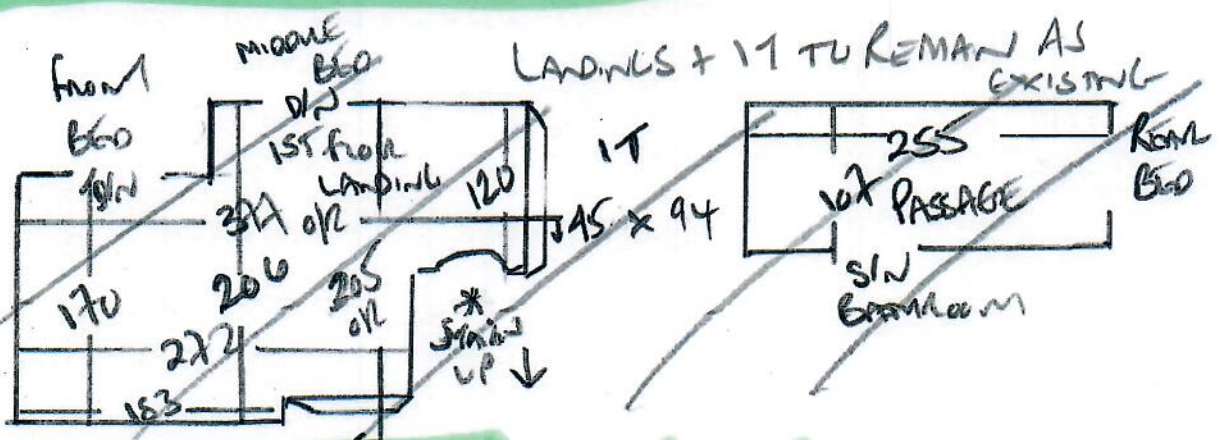 MIDDLE
BED
D/N
FRONT
BED
D/N
LANDINGS + 1T TO REMAIN AS
EXISTING
1ST FLOOR
LANDING
377 O/R
120
1T
45 x 94
170
206
205
O/R
272
183
*
STAIRS
UP ↓
255
107
PASSAGE
REAR
BED
S/N
BATHROOM